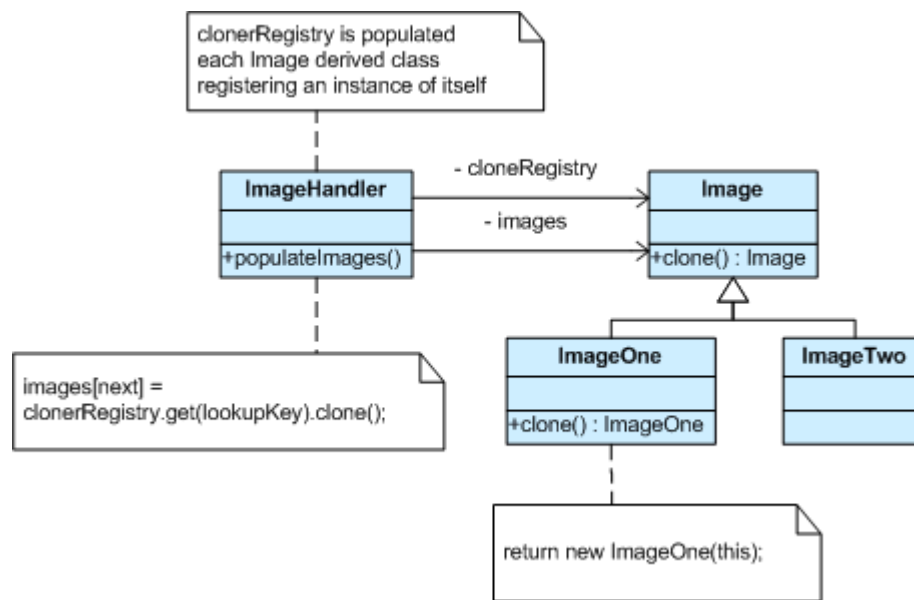 clonerRegistry is populated
each Image derived class
registering an instance of itself
- cloneRegistry
ImageHandler
Image
- images
+populateImages()
+clone() : Image
ImageOne
ImageTwo
images[next] =
clonerRegistry.get(lookupKey).clone();
+clone() : ImageOne
return new ImageOne(this);